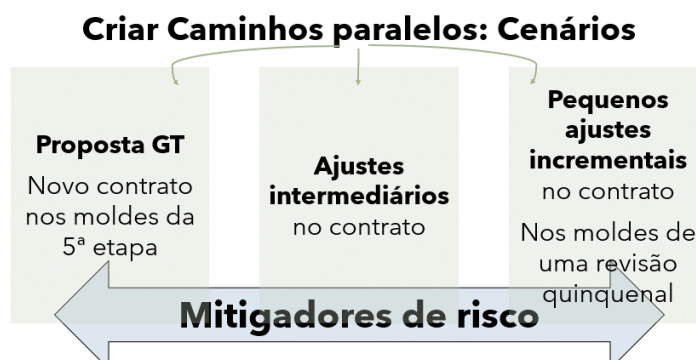 Criar Caminhos paralelos: Cenários
Proposta GT
Novo contrato
nos moldes da
5ª etapa
Ajustes
intermediários
no contrato
Pequenos
ajustes
incrementais
no contrato
Nos moldes de
uma revisão
quinquenal
Mitigadores de risco